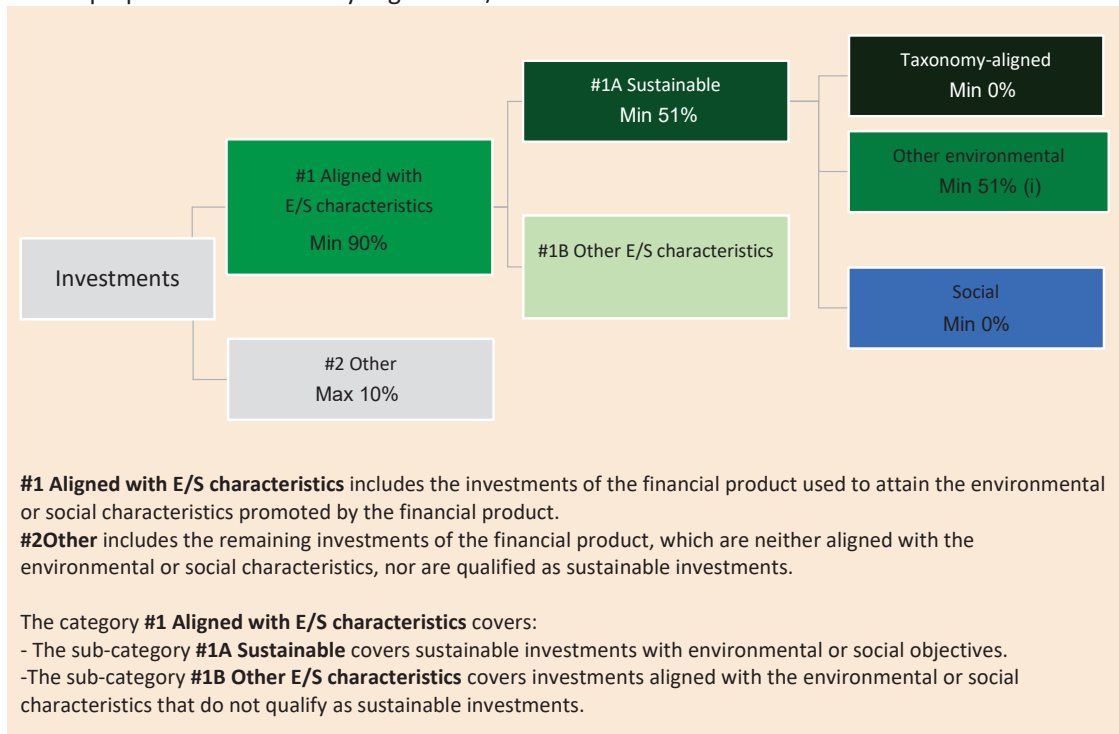 #1A Sustainable
Min 51%
Taxonomy-aligned
Min 0%
#1 Aligned with
E/S characteristics
Min 90%
Other environmental
Min 51% (i)
Investments
#1B Other E/S characteristics
Social
Min 0%
#2 Other
Max 10%
#1 Aligned with E/S characteristics includes the investments of the financial product used to attain the environmental
or social characteristics promoted by the financial product.
#2Other includes the remaining investments of the financial product, which are neither aligned with the
environmental or social characteristics, nor are qualified as sustainable investments.
The category #1 Aligned with E/S characteristics covers:
- The sub-category #1A Sustainable covers sustainable investments with environmental or social objectives.
-The sub-category #1B Other E/S characteristics covers investments aligned with the environmental or social
characteristics that do not qualify as sustainable investments.